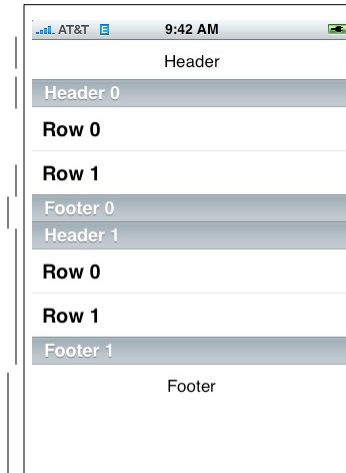 AT&T E 9:42 AM
Header
Header 0
Row 0
Row 1
Footer 0
Header 1
Row 0
Row 1
Footer 1
Footer